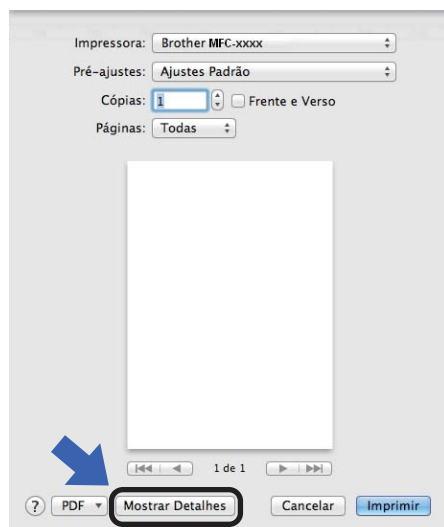 Impressora: Brother MFC-xxxx
Pré-ajustes: Ajustes Padrão
Cópias: 1 Frente e Verso
Páginas: Todas
1 de 1
? PDF Mostrar Detalhes Cancelar Imprimir